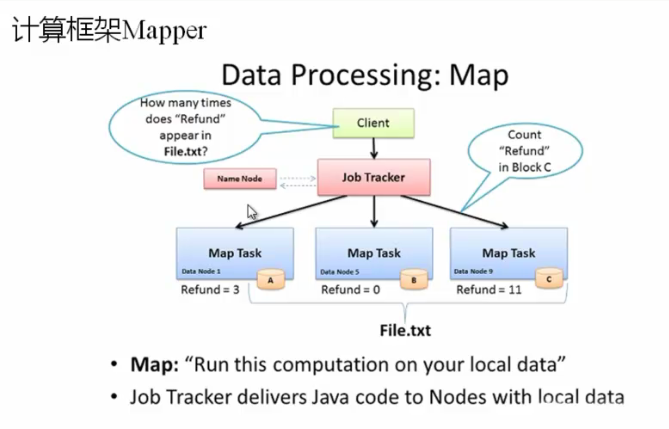 计算框架Mapper
Data Processing: Map
How many times
does "Refund"
appear in
File.txt?
Client
Count
"Refund"
in Block C
Name Node
Job Tracker
Map Task
Data Node 1
A
Map Task
Data Node 5
B
Map Task
Data Node 9
C
Refund = 3
Refund = 0
Refund = 11
File.txt
• Map: "Run this computation on your local data"
• Job Tracker delivers Java code to Nodes with local data